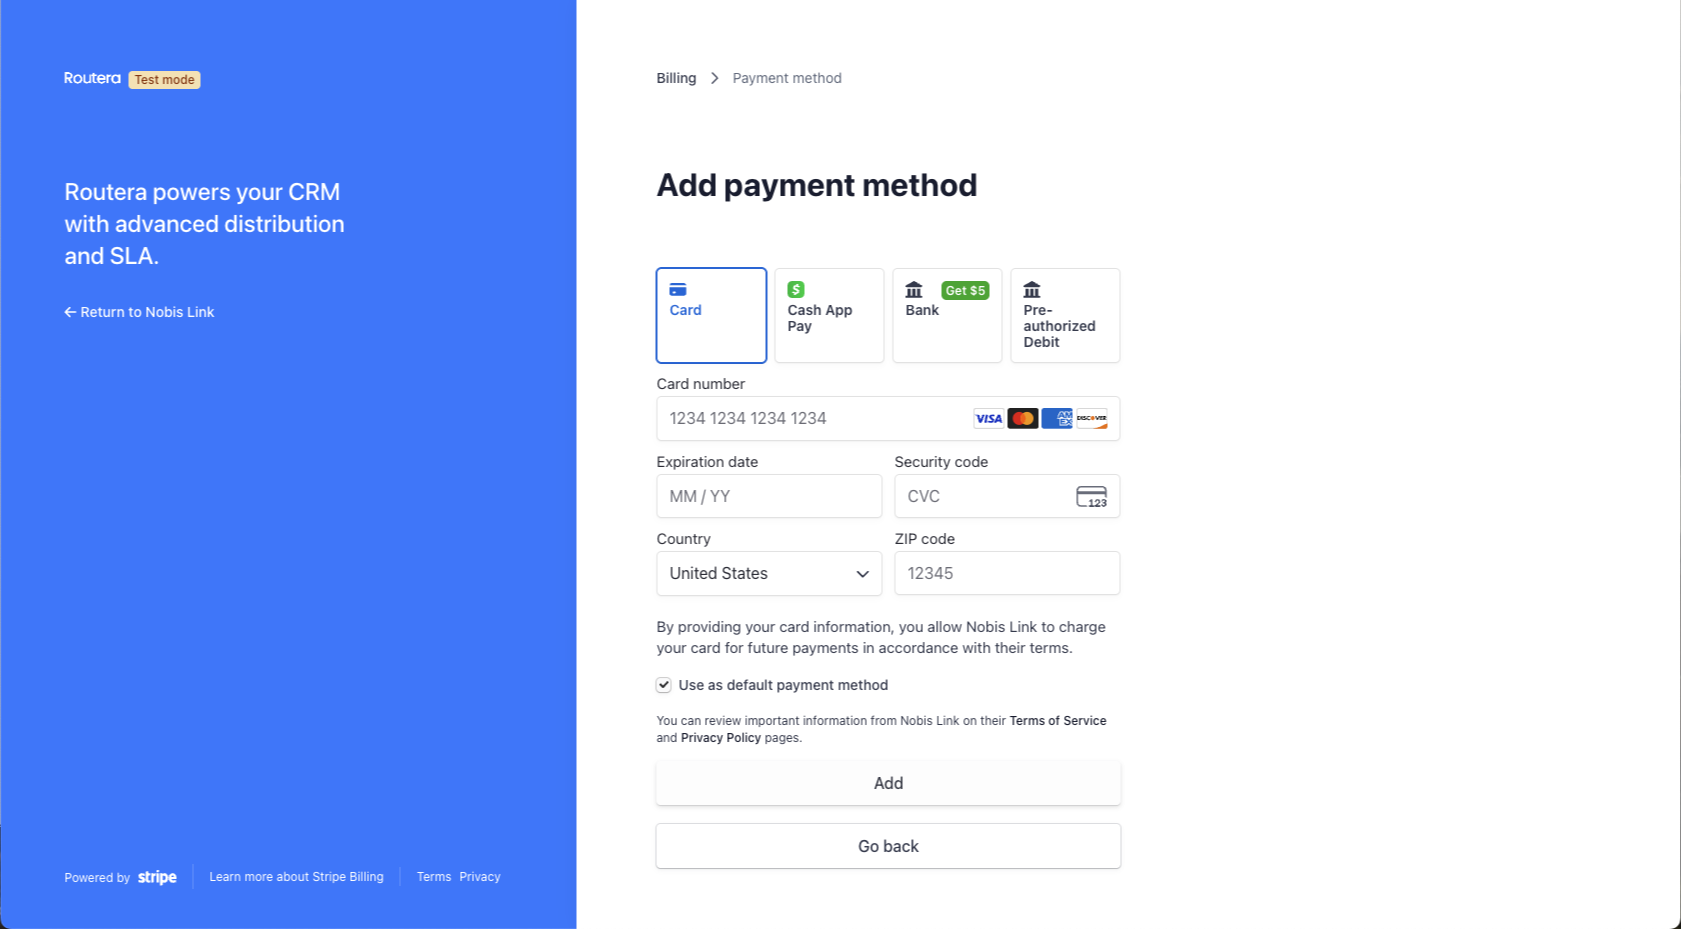 Routera Test mode
Routera powers your CRM
with advanced distribution
and SLA.
← Return to Nobis Link
Powered by stripe
Learn more about Stripe Billing
Terms Privacy
Billing > Payment method
Add payment method
Card
$
Cash App
Pay
Get $5
Bank
Pre-
authorized
Debit
Card number
1234 1234 1234 1234
VISA
AM
EX
DISCOVER
Expiration date
MM / YY
Security code
CVC
123
Country
United States
ZIP code
12345
By providing your card information, you allow Nobis Link to charge
your card for future payments in accordance with their terms.
Use as default payment method
You can review important information from Nobis Link on their Terms of Service
and Privacy Policy pages.
Add
Go back